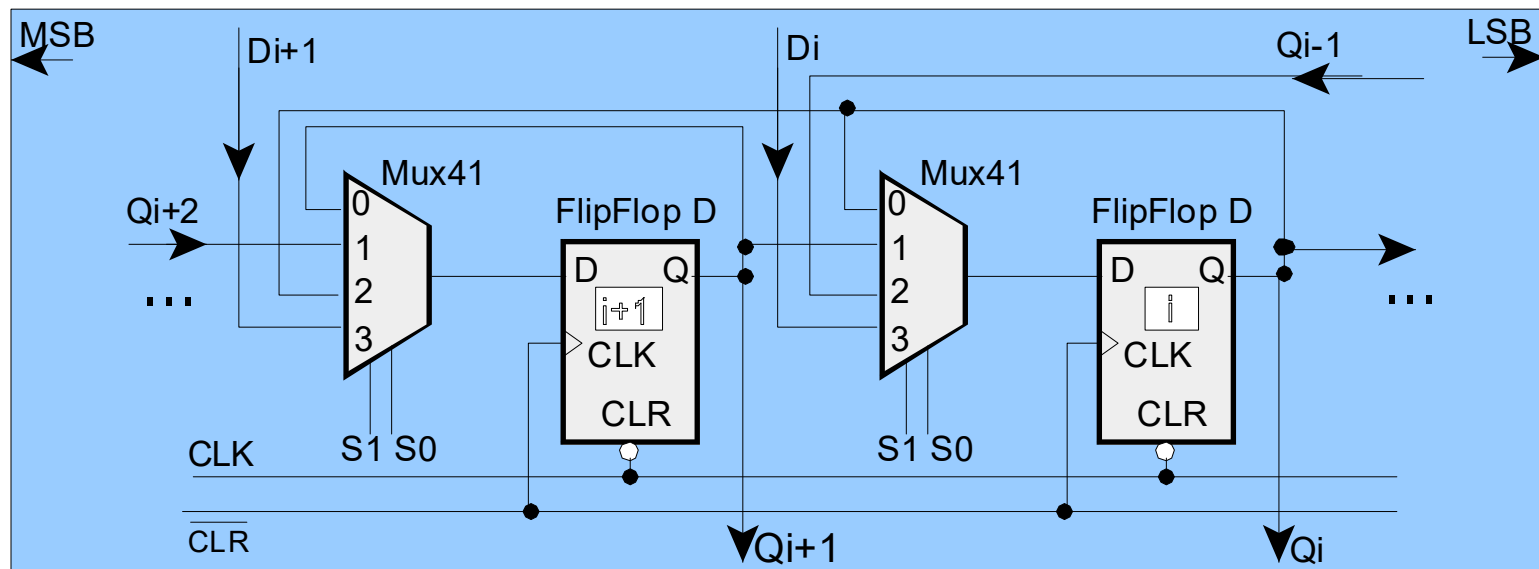 MSB
LSB
Di+1
Di
Qi-1
Mux41
Mux41
Qi+2
FlipFlop D
FlipFlop D
0
1
2
3
0
1
2
3
D Q
i+1
CLK
CLR
D Q
i
CLK
CLR
...
...
S1 S0
S1 S0
CLK
CLR
Qi+1
Qi